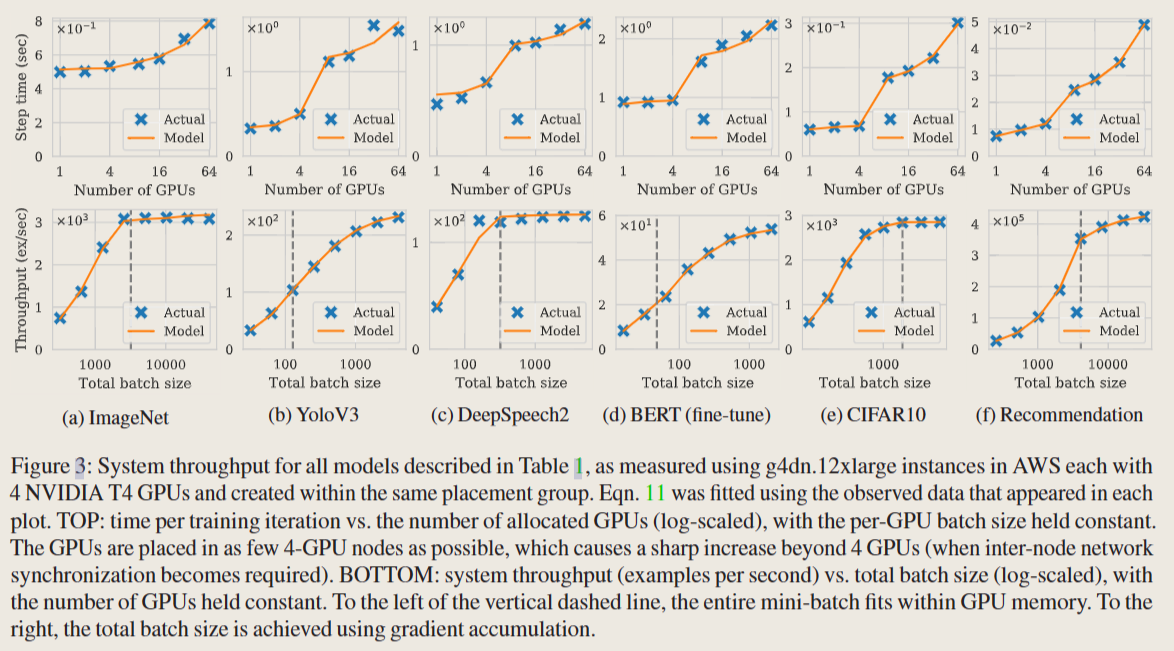 Step time (sec)
8
6
4
2
0
×10⁻¹
Actual
Model
1
4
16
64
Number of GPUs
×10⁰
1
0
Actual
Model
1
4
16
64
Number of GPUs
×10⁰
1
0
Actual
Model
1
4
16
64
Number of GPUs
×10⁰
2
1
0
Actual
Model
1
4
16
64
Number of GPUs
×10⁻¹
3
2
1
0
Actual
Model
1
4
16
64
Number of GPUs
×10⁻²
5
4
3
2
1
0
Actual
Model
1
4
16
64
Number of GPUs
Throughput (ex/sec)
×10³
3
2
1
0
Actual
Model
1000
10000
Total batch size
×10²
2
1
0
Actual
Model
100
1000
Total batch size
×10²
1
0
Actual
Model
100
1000
Total batch size
×10¹
6
4
2
0
Actual
Model
100
1000
Total batch size
×10³
3
2
1
0
Actual
Model
1000
Total batch size
×10⁵
4
3
2
1
0
Actual
Model
1000
10000
Total batch size
(a) ImageNet
(b) YoloV3
(c) DeepSpeech2
(d) BERT (fine-tune)
(e) CIFAR10
(f) Recommendation
Figure 3: System throughput for all models described in Table 1, as measured using g4dn.12xlarge instances in AWS each with
4 NVIDIA T4 GPUs and created within the same placement group. Eqn. 11 was fitted using the observed data that appeared in each
plot. TOP: time per training iteration vs. the number of allocated GPUs (log-scaled), with the per-GPU batch size held constant.
The GPUs are placed in as few 4-GPU nodes as possible, which causes a sharp increase beyond 4 GPUs (when inter-node network
synchronization becomes required). BOTTOM: system throughput (examples per second) vs. total batch size (log-scaled), with
the number of GPUs held constant. To the left of the vertical dashed line, the entire mini-batch fits within GPU memory. To the
right, the total batch size is achieved using gradient accumulation.